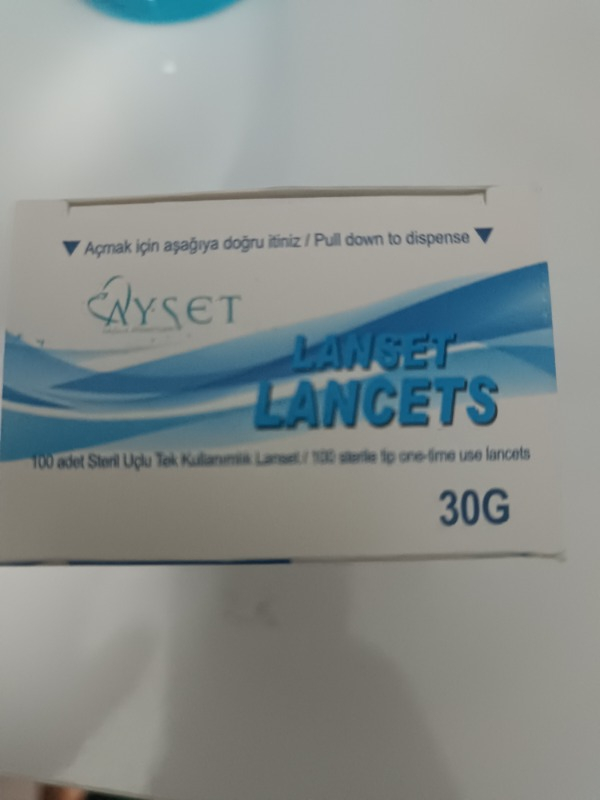 ▼ Açmak için aşağıya doğru itiniz / Pull down to dispense ▼
AYSET
LANSET
LANCETS
100 adet Steril Uçlu Tek Kullanımlık Lanset / 100 sterile tip one-time use lancets
30G